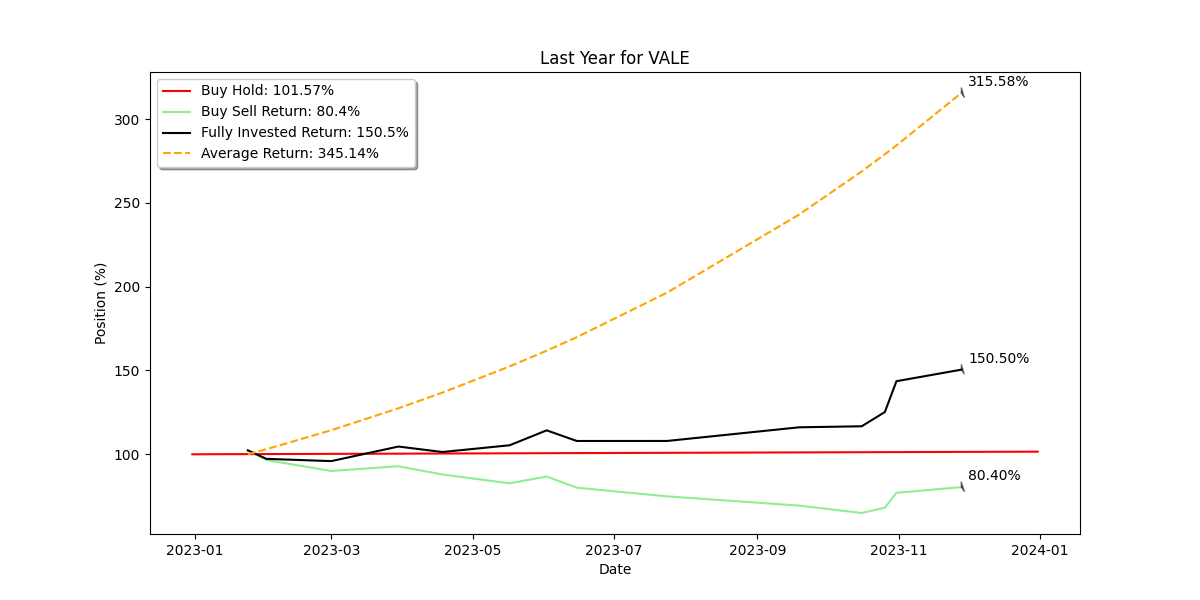 Last Year for VALE
Buy Hold: 101.57%
Buy Sell Return: 80.4%
Fully Invested Return: 150.5%
Average Return: 345.14%
315.58%
150.50%
80.40%
Position (%)
300
250
200
150
100
2023-01
2023-03
2023-05
2023-07
2023-09
2023-11
2024-01
Date